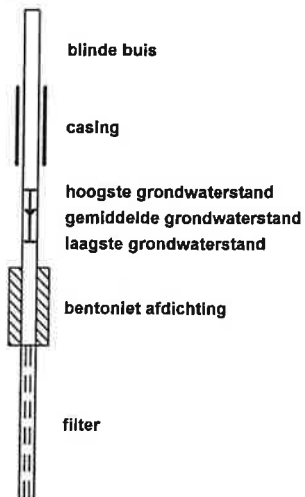 blinde buis
casing
hoogste grondwaterstand
gemiddelde grondwaterstand
laagste grondwaterstand
bentoniet afdichting
filter